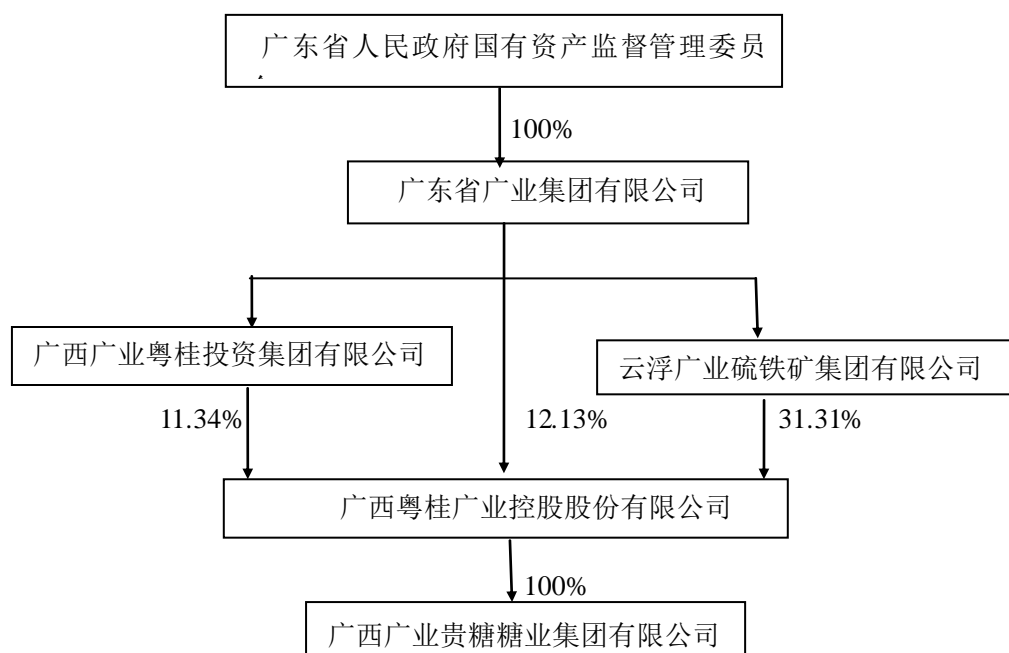 广东省人民政府国有资产监督管理委员
100%
广东省广业集团有限公司
广西广业粤桂投资集团有限公司
云浮广业硫铁矿集团有限公司
11.34%
12.13%
31.31%
广西粤桂广业控股股份有限公司
100%
广西广业贵糖糖业集团有限公司